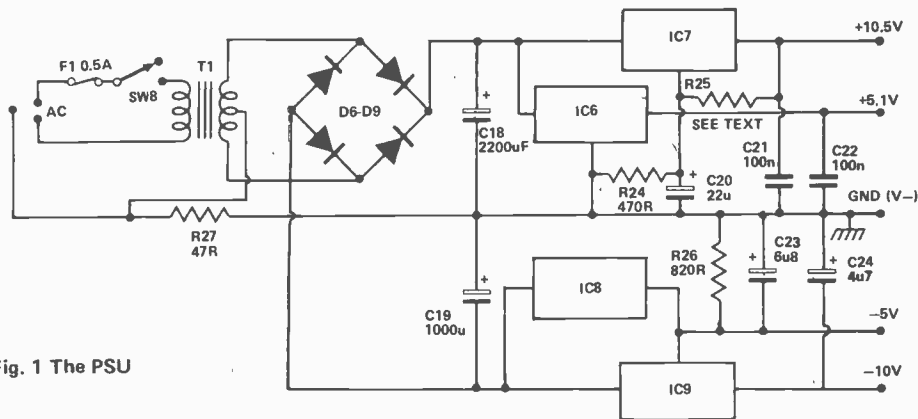 F1 0.5A
T1
SW8
AC
D6-D9
R27
47R
C18
2200uF
C19
1000u
IC7
IC6
R25
SEE TEXT
R24
470R
C20
22u
C21
100n
C22
100n
+10.5V
+5.1V
GND (V–)
R26
820R
C23
6u8
C24
4u7
IC8
IC9
–5V
–10V
Fig. 1 The PSU